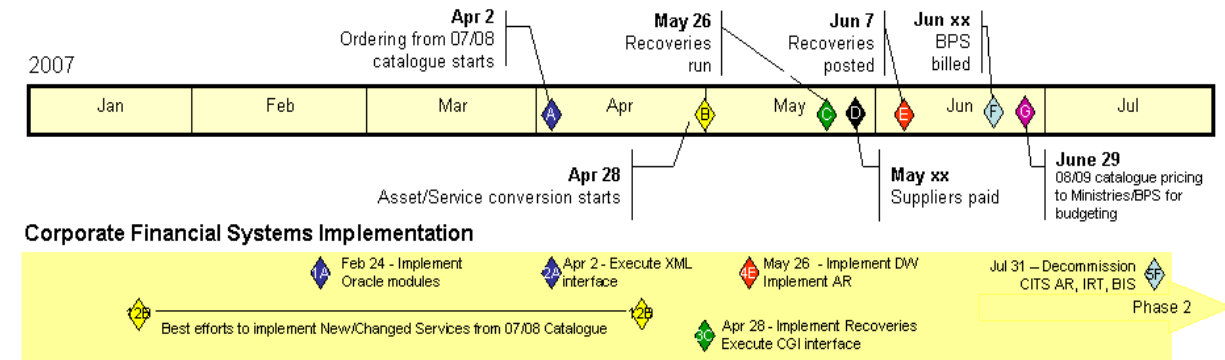 Apr 2
Ordering from 07/08
catalogue starts
May 26
Recoveries
run
Jun 7
Recoveries
posted
Jun xx
BPS
billed
2007
Jan Feb Mar Apr May Jun Jul
A B C D E F G
Apr 28
Asset/Service conversion starts
May xx
Suppliers paid
June 29
08/09 catalogue pricing
to Ministries/BPS for
budgeting
Corporate Financial Systems Implementation
1A Feb 24 - Implement
Oracle modules
2A Apr 2 - Execute XML
interface
4E May 26 - Implement DW
Implement AR
Jul 31 – Decommission 5F
CITS AR, IRT, BIS
Phase 2
12B 12B
Best efforts to implement New/Changed Services from 07/08 Catalogue
3C Apr 28 - Implement Recoveries
Execute CGI interface